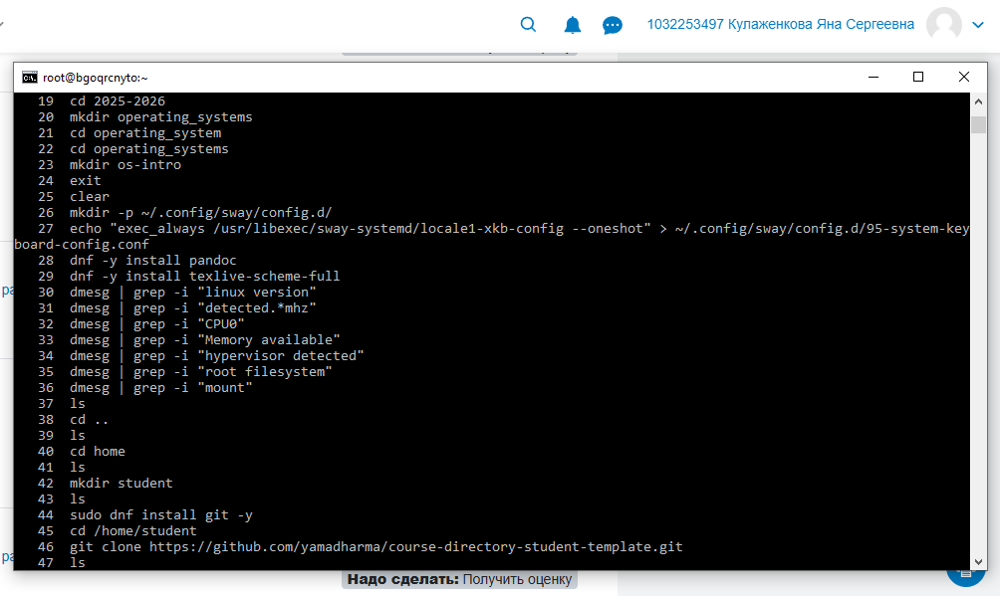 1032253497 Кулаженкова Яна Сергеевна
root@bgoqrcnyto:~
19 cd 2025-2026
20 mkdir operating_systems
21 cd operating_system
22 cd operating_systems
23 mkdir os-intro
24 exit
25 clear
26 mkdir -p ~/.config/sway/config.d/
27 echo "exec_always /usr/libexec/sway-systemd/locale1-xkb-config --oneshot" > ~/.config/sway/config.d/95-system-key
board-config.conf
28 dnf -y install pandoc
29 dnf -y install texlive-scheme-full
30 dmesg | grep -i "linux version"
31 dmesg | grep -i "detected.*mhz"
32 dmesg | grep -i "CPU0"
33 dmesg | grep -i "Memory available"
34 dmesg | grep -i "hypervisor detected"
35 dmesg | grep -i "root filesystem"
36 dmesg | grep -i "mount"
37 ls
38 cd ..
39 ls
40 cd home
41 ls
42 mkdir student
43 ls
44 sudo dnf install git -y
45 cd /home/student
46 git clone https://github.com/yamadharma/course-directory-student-template.git
47 ls
Надо сделать: Получить оценку